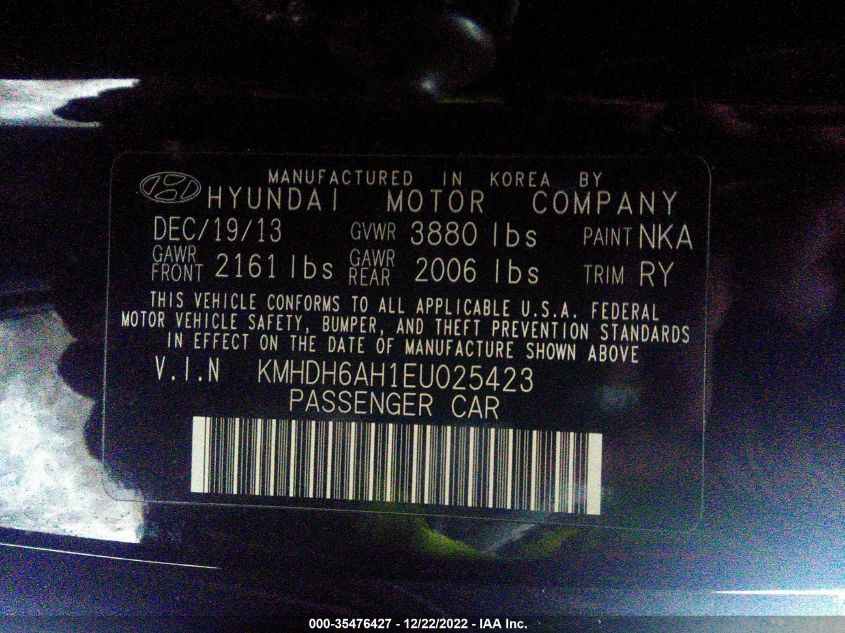 MANUFACTURED IN KOREA BY
HYUNDAI MOTOR COMPANY
DEC/19/13 GVWR 3880 lbs PAINT NKA
GAWR FRONT 2161 lbs GAWR REAR 2006 lbs TRIM RY
THIS VEHICLE CONFORMS TO ALL APPLICABLE U.S.A. FEDERAL
MOTOR VEHICLE SAFETY, BUMPER, AND THEFT PREVENTION STANDARDS
IN EFFECT ON THE DATE OF MANUFACTURE SHOWN ABOVE
V.I.N KMHDH6AH1EU025423
PASSENGER CAR
000-35476427 - 12/22/2022 - IAA Inc.